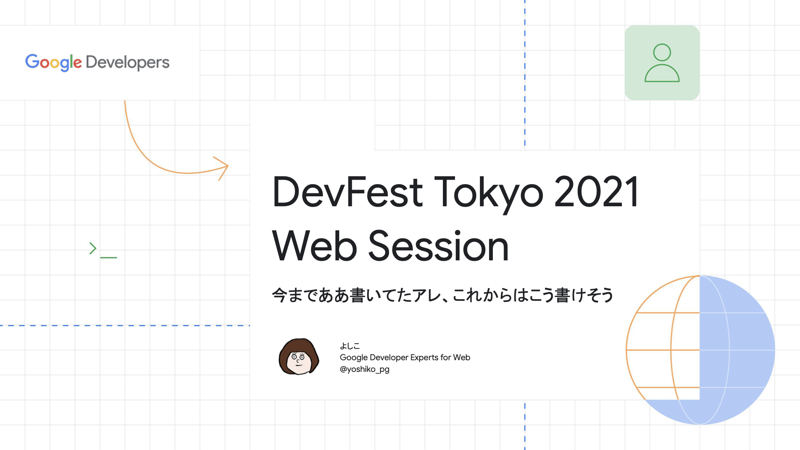 Google Developers
DevFest Tokyo 2021
Web Session
今まであぁ書いてたアレ、これからはこう書けそう
よしこ
Google Developer Experts for Web
@yoshiko_pg